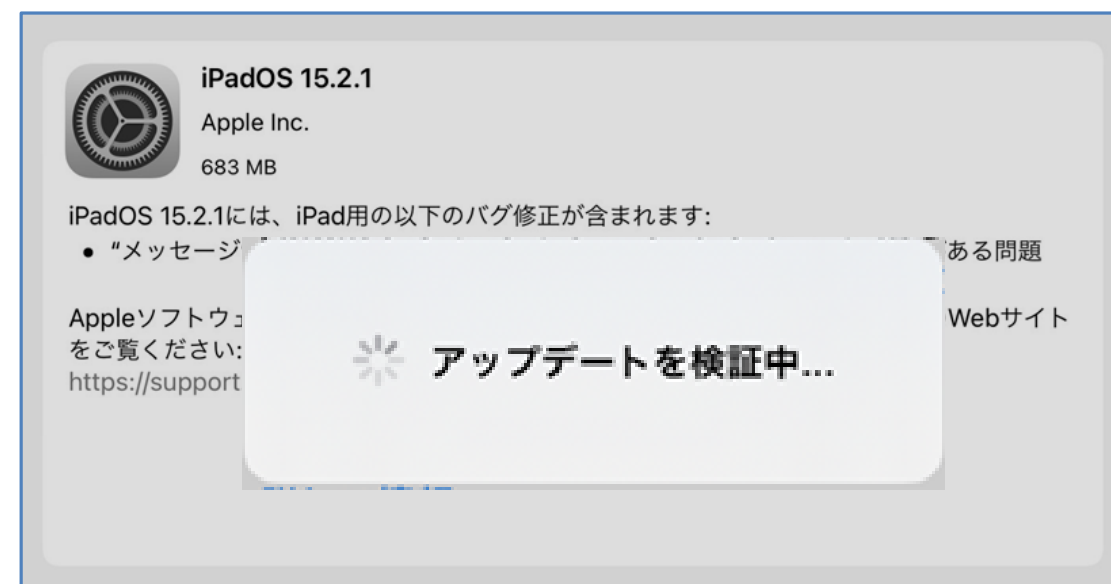 iPadOS 15.2.1
Apple Inc.
683 MB
iPadOS 15.2.1には、iPad用の以下のバグ修正が含まれます:
• “メッセージ ある問題
Appleソフトウェ Webサイト
をご覧ください:
https://support
アップデートを検証中...